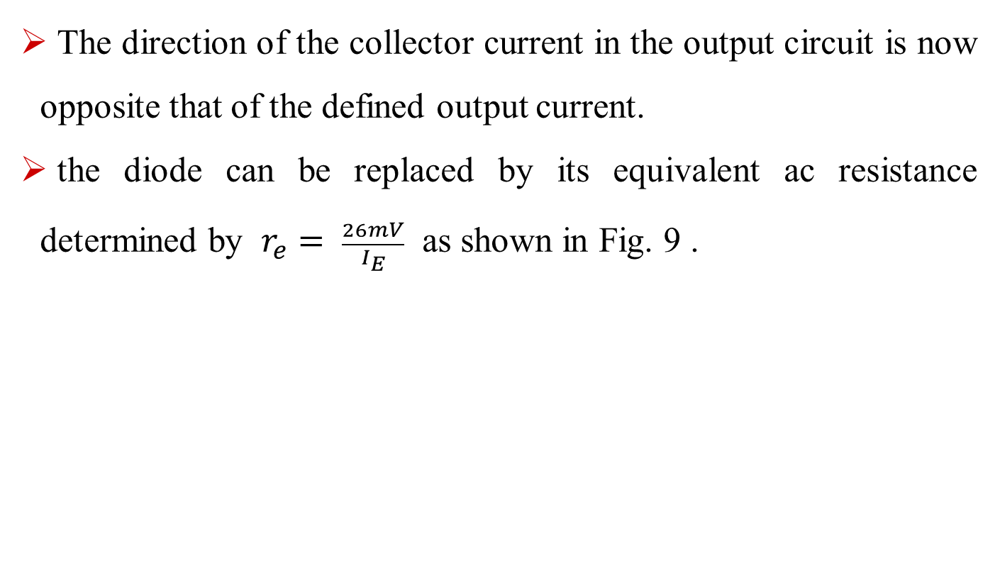 ➢ The direction of the collector current in the output circuit is now
opposite that of the defined output current.
➢ the diode can be replaced by its equivalent ac resistance
determined by $r_e = \frac{26mV}{I_E}$ as shown in Fig. 9 .